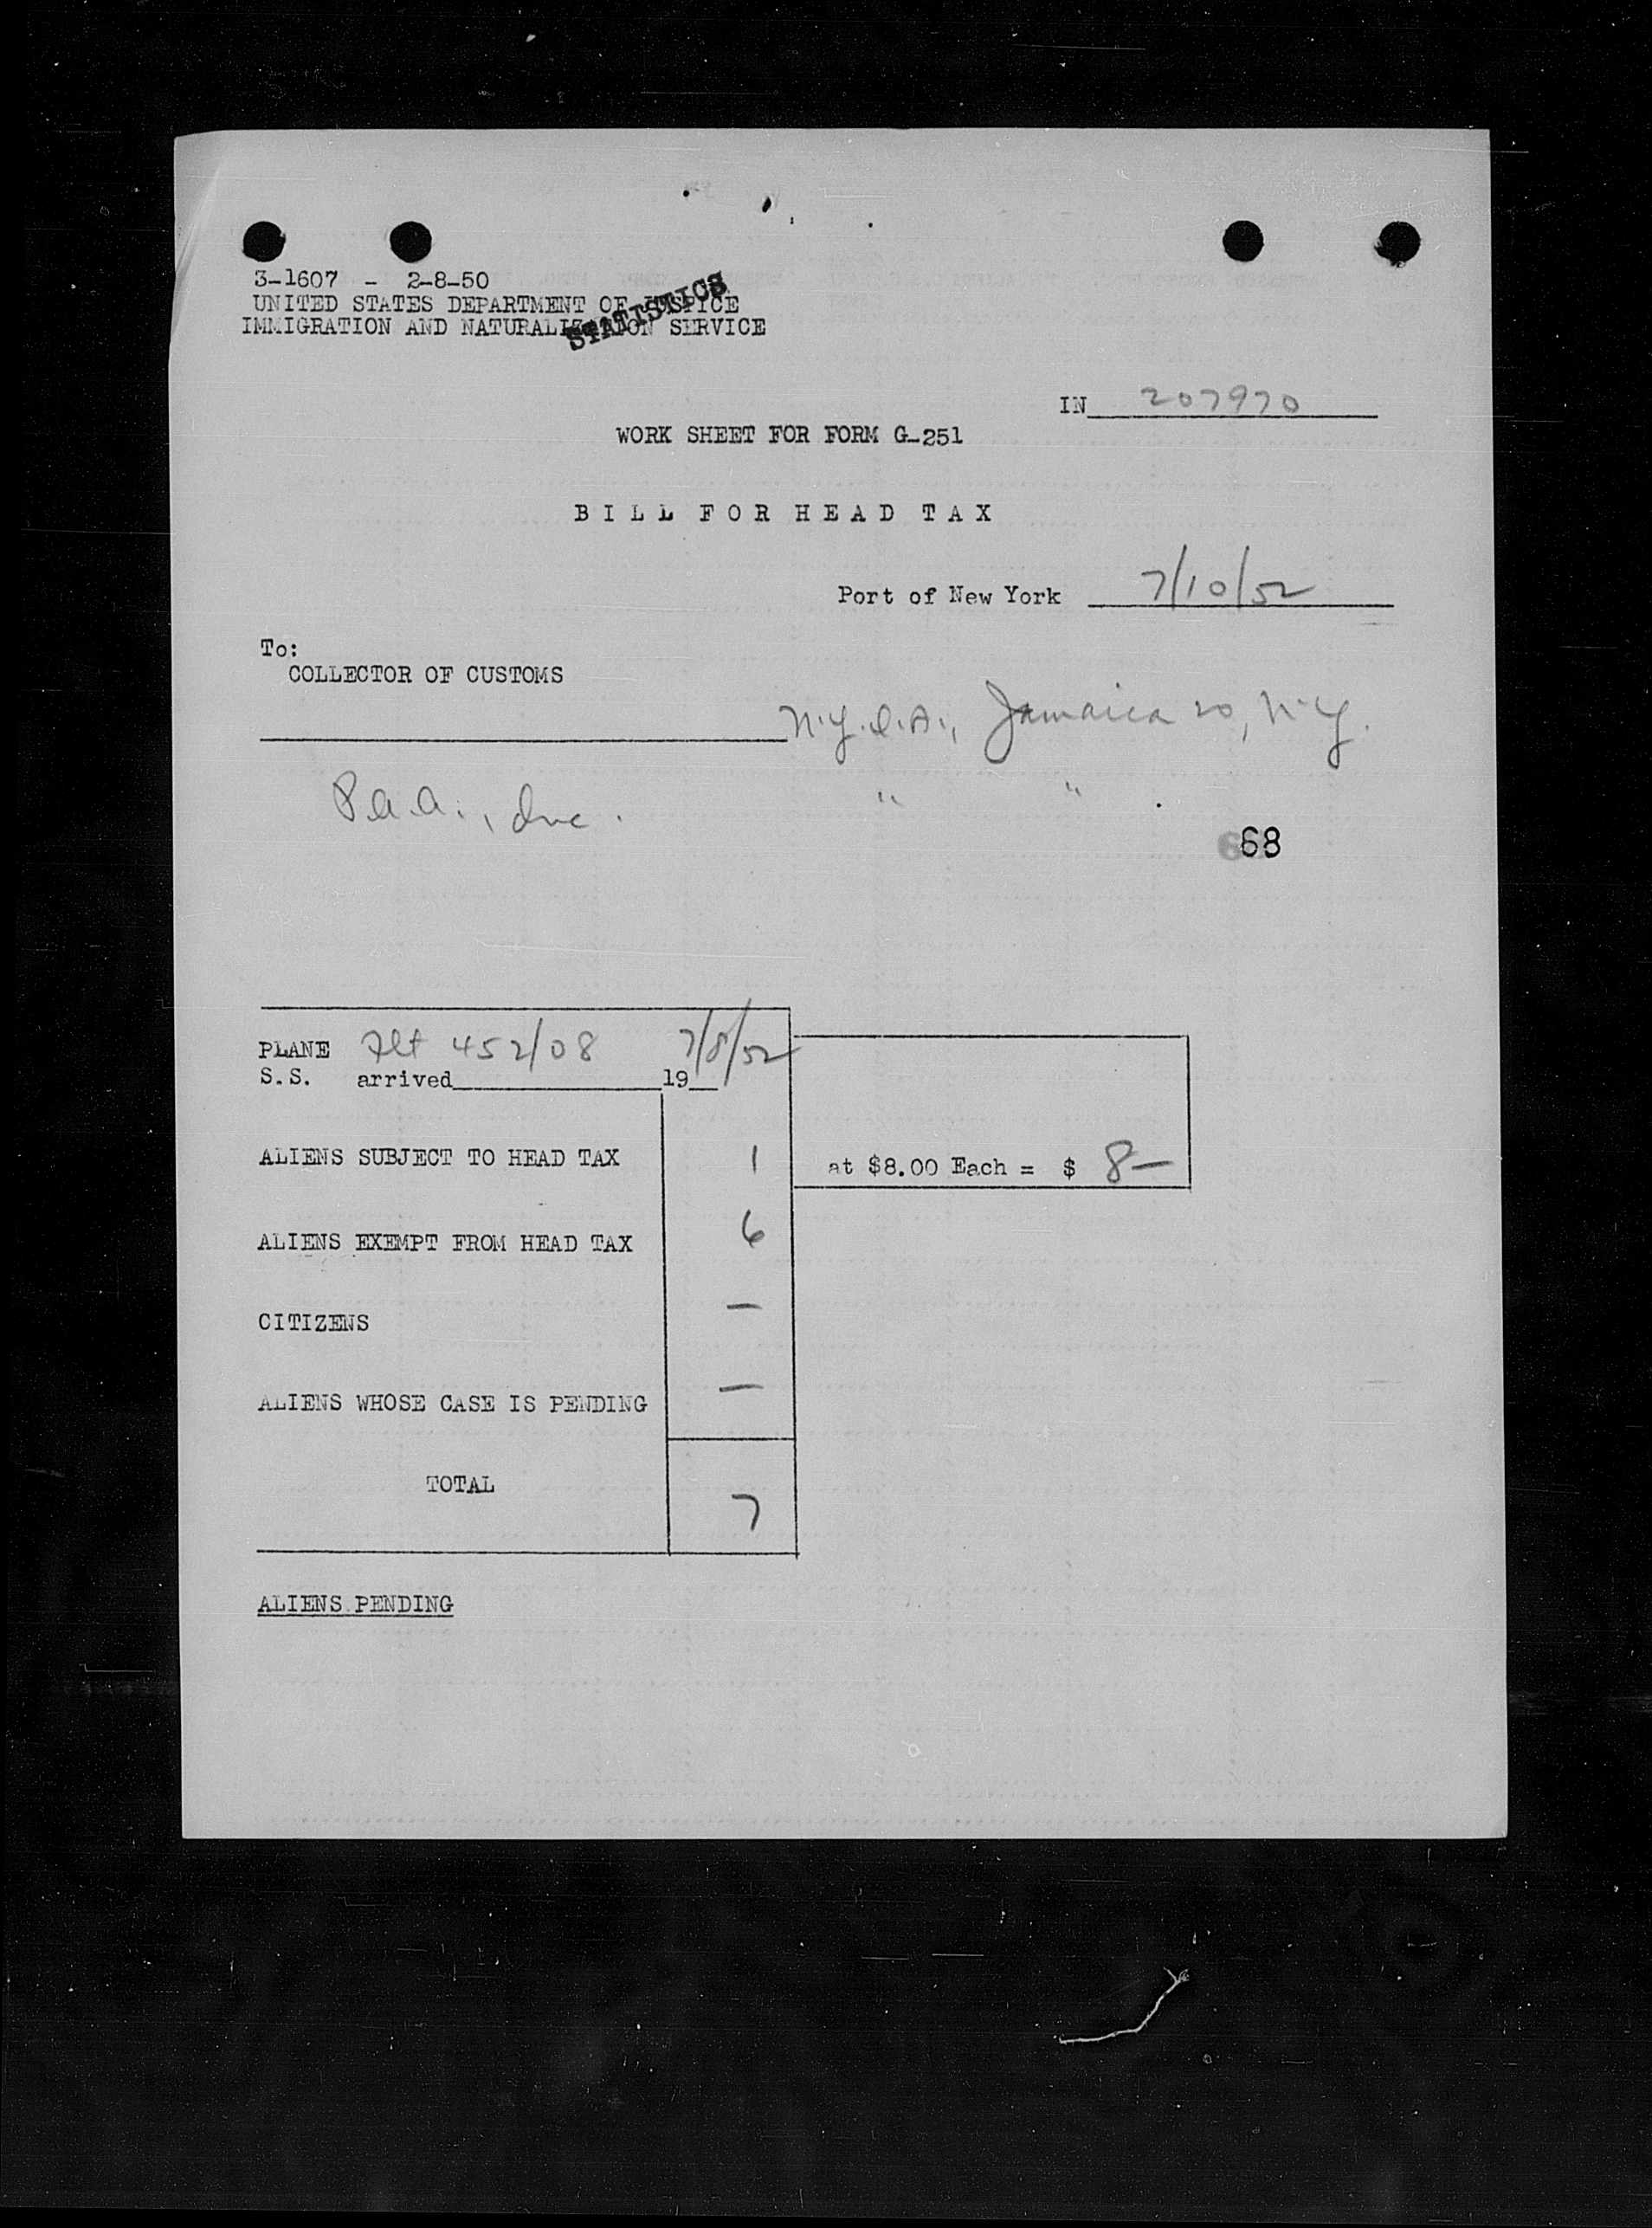 3-1607 - 2-8-50
UNITED STATES DEPARTMENT OF JUSTICE
IMMIGRATION AND NATURALIZATION SERVICE
STATISTICS
IN 207970
WORK SHEET FOR FORM G-251
BILL FOR HEAD TAX
Port of New York 7/10/52
To:
COLLECTOR OF CUSTOMS
N.Y.I.A., Jamaica 20, N.Y.
P.A.A., Inc. " " .
68
PLANE Flt 452/08 7/8/52
S.S. arrived 19
ALIENS SUBJECT TO HEAD TAX 1 at $8.00 Each = $ 8—
ALIENS EXEMPT FROM HEAD TAX 6
CITIZENS —
ALIENS WHOSE CASE IS PENDING —
TOTAL 7
ALIENS PENDING